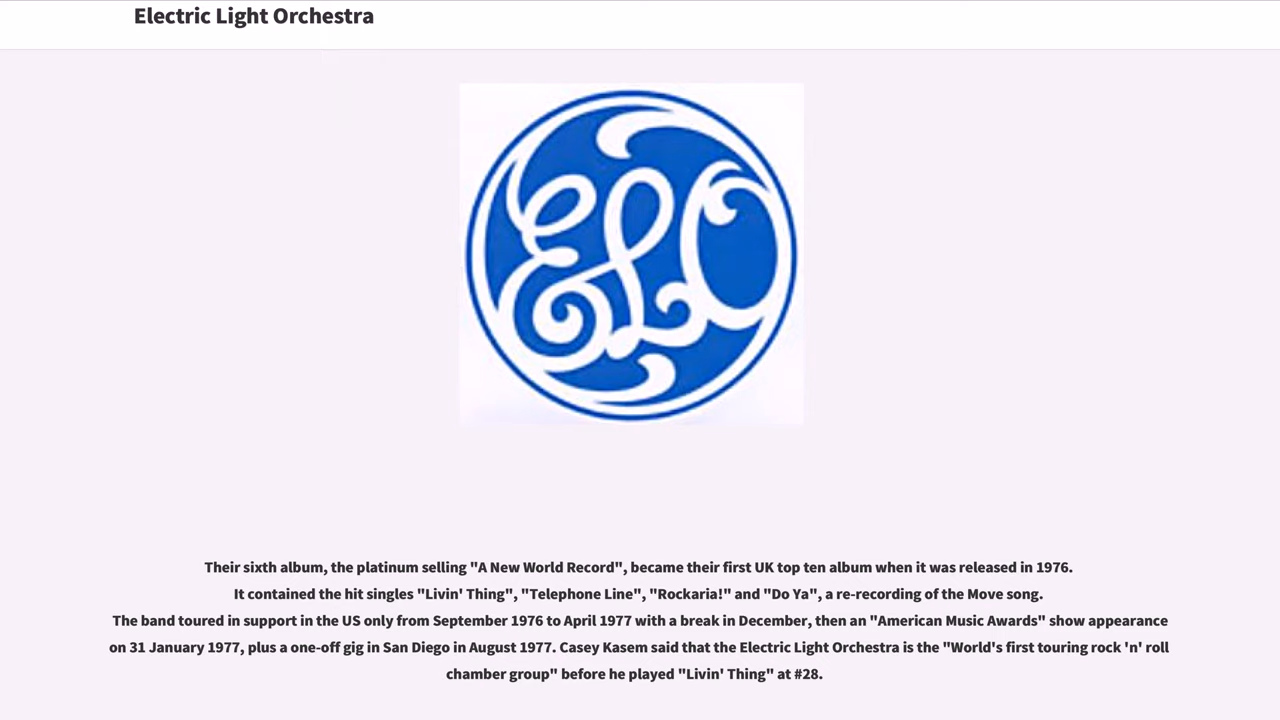 Electric Light Orchestra
ELO
Their sixth album, the platinum selling "A New World Record", became their first UK top ten album when it was released in 1976.
It contained the hit singles "Livin' Thing", "Telephone Line", "Rockaria!" and "Do Ya", a re-recording of the Move song.
The band toured in support in the US only from September 1976 to April 1977 with a break in December, then an "American Music Awards" show appearance
on 31 January 1977, plus a one-off gig in San Diego in August 1977. Casey Kasem said that the Electric Light Orchestra is the "World's first touring rock 'n' roll
chamber group" before he played "Livin' Thing" at #28.